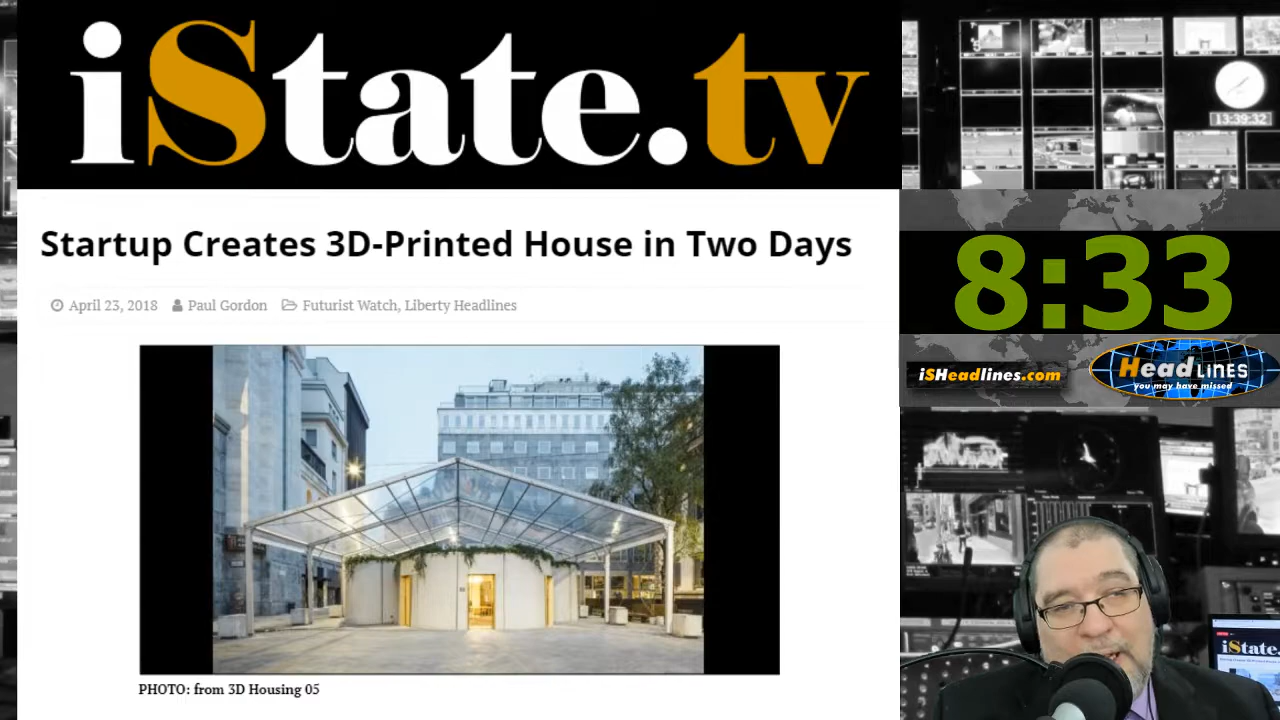 iState.tv
13:39:32
Startup Creates 3D-Printed House in Two Days
April 23, 2018 Paul Gordon Futurist Watch, Liberty Headlines
8:33
iSHeadlines.com
HeadLINES
you may have missed
PHOTO: from 3D Housing 05
iState.